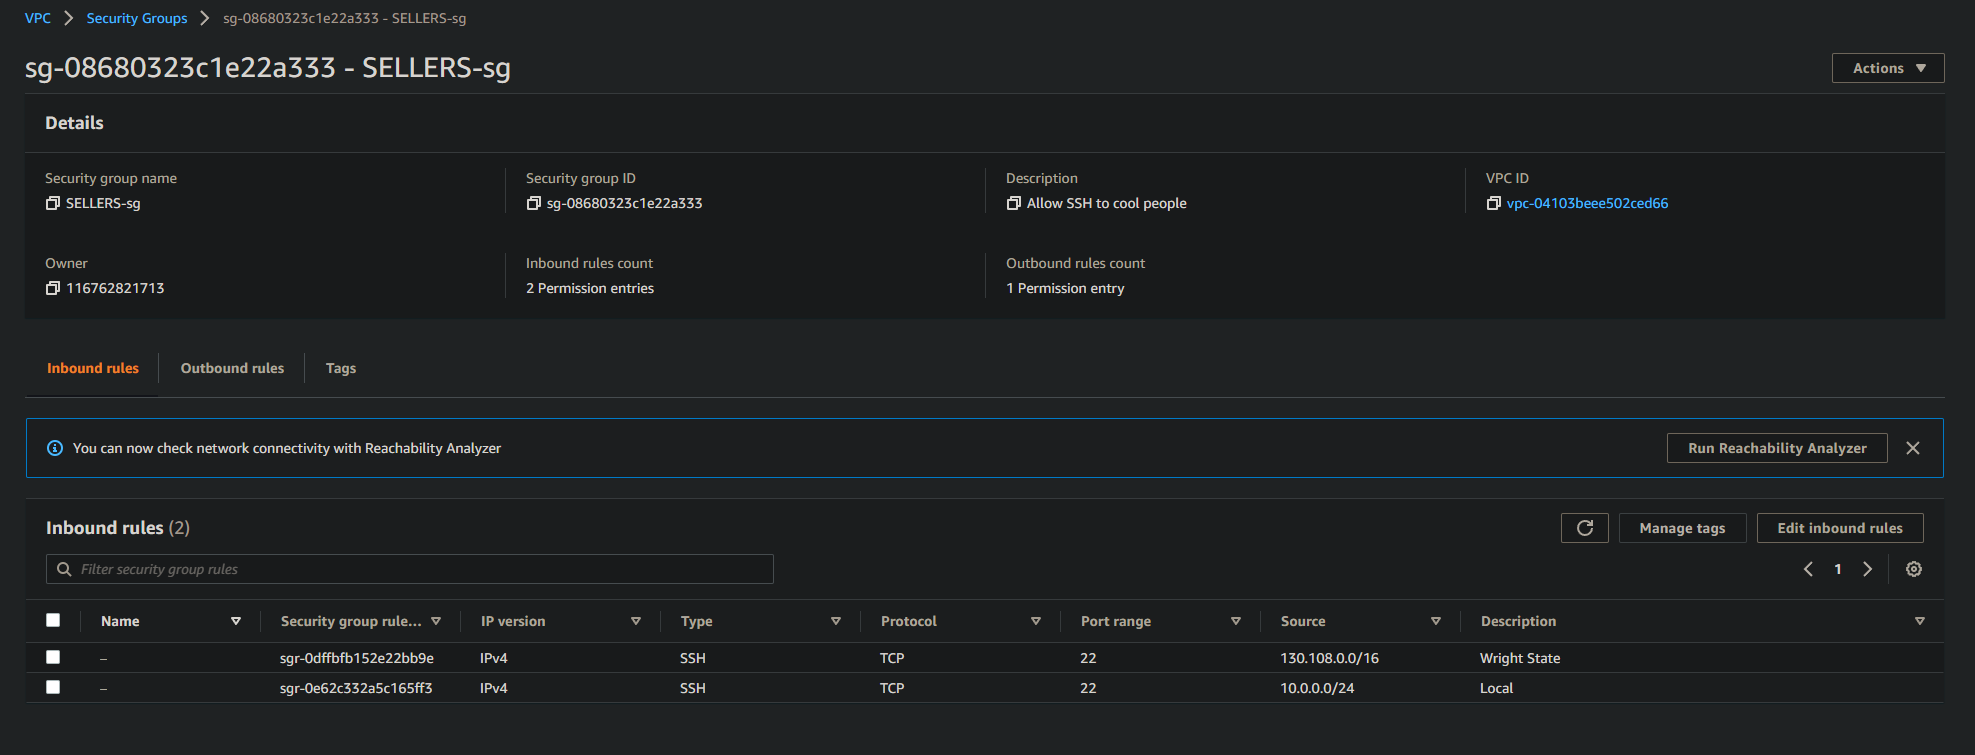 VPC > Security Groups > sg-08680323c1e22a333 - SELLERS-sg
sg-08680323c1e22a333 - SELLERS-sg
Actions
Details
Security group name
SELLERS-sg
Security group ID
sg-08680323c1e22a333
Description
Allow SSH to cool people
VPC ID
vpc-04103beee502ced66
Owner
116762821713
Inbound rules count
2 Permission entries
Outbound rules count
1 Permission entry
Inbound rules Outbound rules Tags
You can now check network connectivity with Reachability Analyzer
Run Reachability Analyzer
Inbound rules (2)
Manage tags
Edit inbound rules
Filter security group rules
1
Name Security group rule... IP version Type Protocol Port range Source Description
– sgr-0dffbfb152e22bb9e IPv4 SSH TCP 22 130.108.0.0/16 Wright State
– sgr-0e62c332a5c165ff3 IPv4 SSH TCP 22 10.0.0.0/24 Local